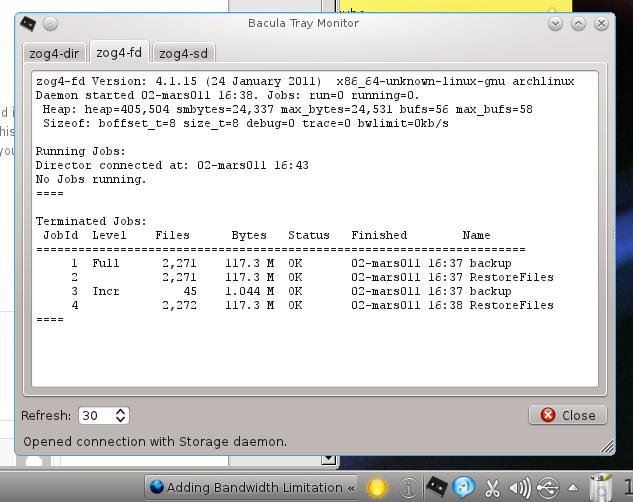 Bacula Tray Monitor
zog4-dir zog4-fd zog4-sd
zog4-fd Version: 4.1.15 (24 January 2011)  x86_64-unknown-linux-gnu archlinux
Daemon started 02-mars011 16:38. Jobs: run=0 running=0.
 Heap: heap=405,504 smbytes=24,337 max_bytes=24,531 bufs=56 max_bufs=58
 Sizeof: boffset_t=8 size_t=8 debug=0 trace=0 bwlimit=0kb/s
Running Jobs:
Director connected at: 02-mars011 16:43
No Jobs running.
====
Terminated Jobs:
 JobId  Level    Files      Bytes   Status   Finished        Name
======================================================================
     1  Full     2,271    117.3 M  OK       02-mars011 16:37 backup
     2           2,271    117.3 M  OK       02-mars011 16:37 RestoreFiles
     3  Incr        45    1.044 M  OK       02-mars011 16:37 backup
     4           2,272    117.3 M  OK       02-mars011 16:38 RestoreFiles
====
Refresh: 30 Close
Opened connection with Storage daemon.
Adding Bandwidth Limitation «